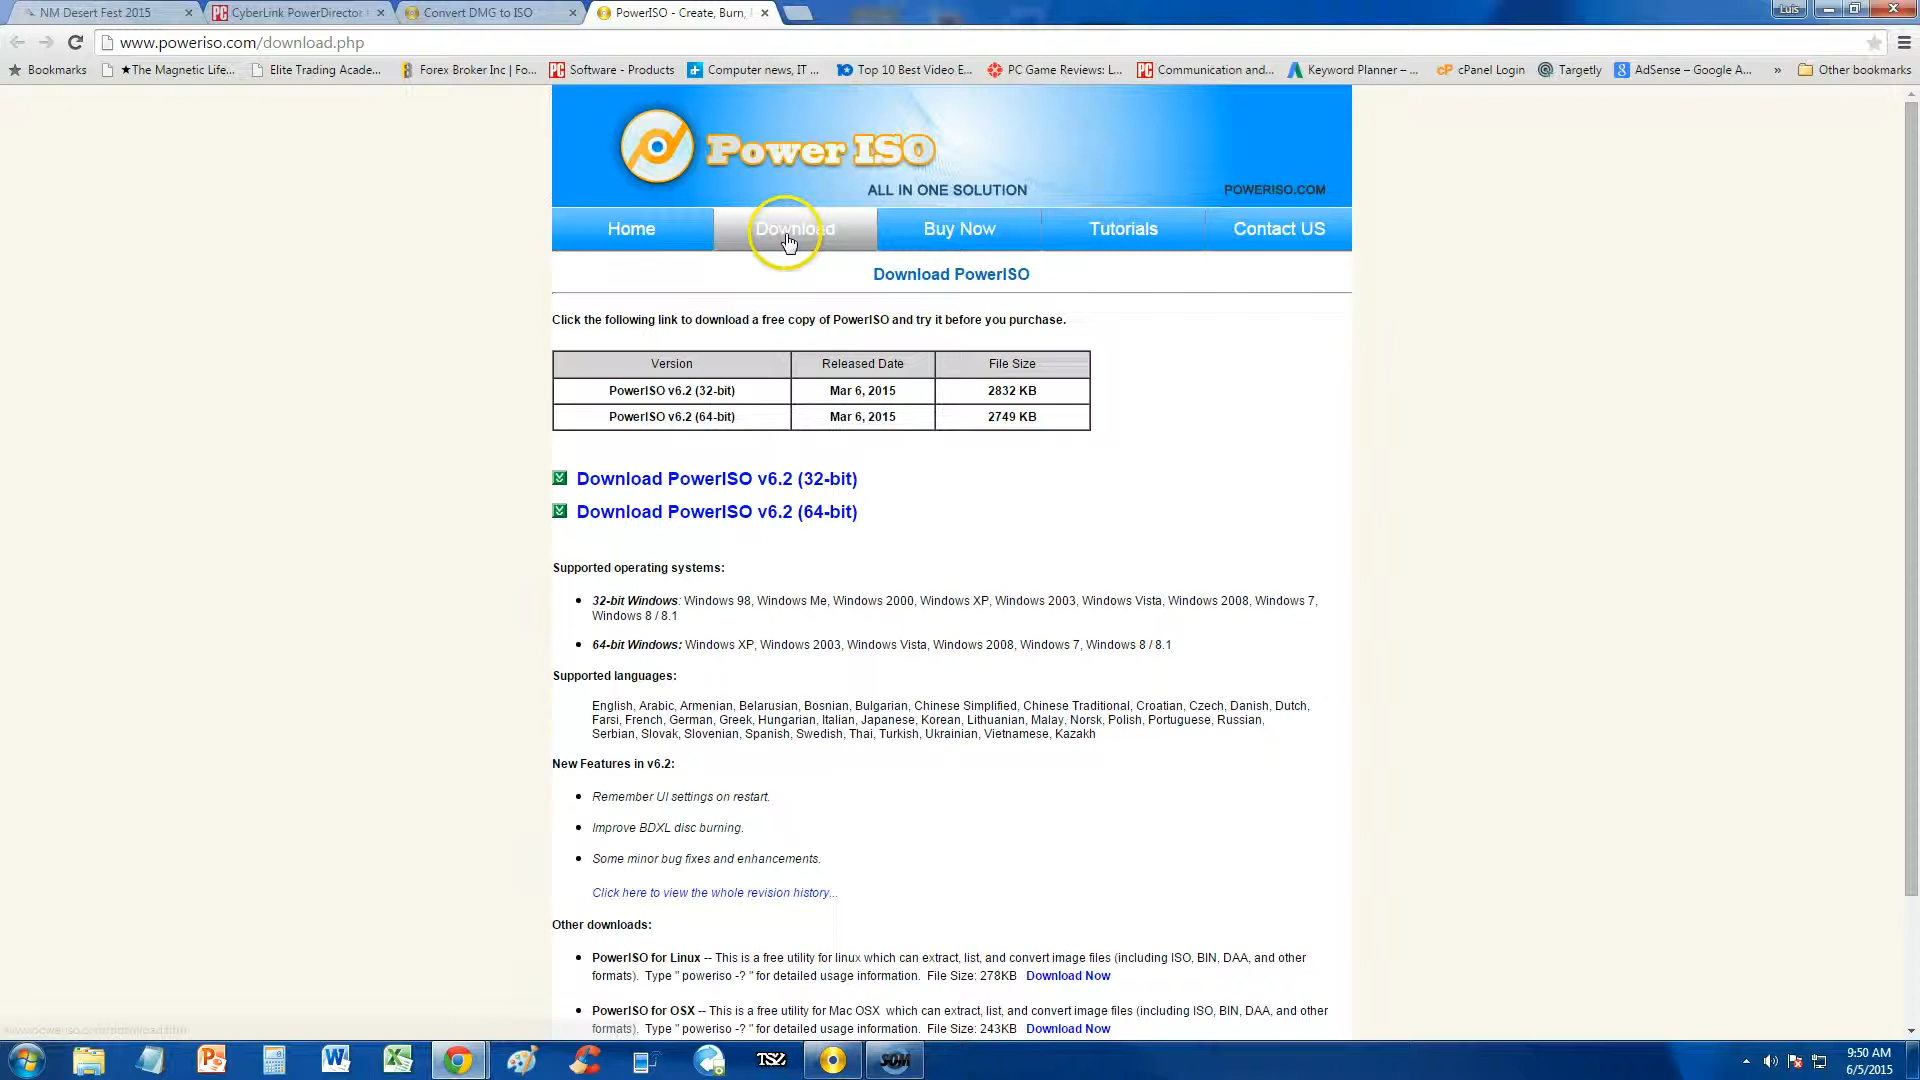 NM Desert Fest 2015
CyberLink PowerDirector
Convert DMG to ISO
PowerISO - Create, Burn,
Luis
www.poweriso.com/download.php
Bookmarks
★The Magnetic Life...
Elite Trading Acade...
Forex Broker Inc | Fo...
Software - Products
Computer news, IT ...
Top 10 Best Video E...
PC Game Reviews: L...
Communication and...
Keyword Planner – ...
cPanel Login
Targetly
AdSense – Google A...
»
Other bookmarks
Power ISO
ALL IN ONE SOLUTION
POWERISO.COM
Home
Download
Buy Now
Tutorials
Contact US
Download PowerISO
Click the following link to download a free copy of PowerISO and try it before you purchase.
Version Released Date File Size
PowerISO v6.2 (32-bit) Mar 6, 2015 2832 KB
PowerISO v6.2 (64-bit) Mar 6, 2015 2749 KB
Download PowerISO v6.2 (32-bit)
Download PowerISO v6.2 (64-bit)
Supported operating systems:
32-bit Windows: Windows 98, Windows Me, Windows 2000, Windows XP, Windows 2003, Windows Vista, Windows 2008, Windows 7,
Windows 8 / 8.1
64-bit Windows: Windows XP, Windows 2003, Windows Vista, Windows 2008, Windows 7, Windows 8 / 8.1
Supported languages:
English, Arabic, Armenian, Belarusian, Bosnian, Bulgarian, Chinese Simplified, Chinese Traditional, Croatian, Czech, Danish, Dutch,
Farsi, French, German, Greek, Hungarian, Italian, Japanese, Korean, Lithuanian, Malay, Norsk, Polish, Portuguese, Russian,
Serbian, Slovak, Slovenian, Spanish, Swedish, Thai, Turkish, Ukrainian, Vietnamese, Kazakh
New Features in v6.2:
Remember UI settings on restart.
Improve BDXL disc burning.
Some minor bug fixes and enhancements.
Click here to view the whole revision history...
Other downloads:
PowerISO for Linux -- This is a free utility for linux which can extract, list, and convert image files (including ISO, BIN, DAA, and other
formats). Type " poweriso -? " for detailed usage information. File Size: 278KB Download Now
PowerISO for OSX -- This is a free utility for Mac OSX which can extract, list, and convert image files (including ISO, BIN, DAA, and other
formats). Type " poweriso -? " for detailed usage information. File Size: 243KB Download Now
TS2
SOM
9:50 AM
6/5/2015